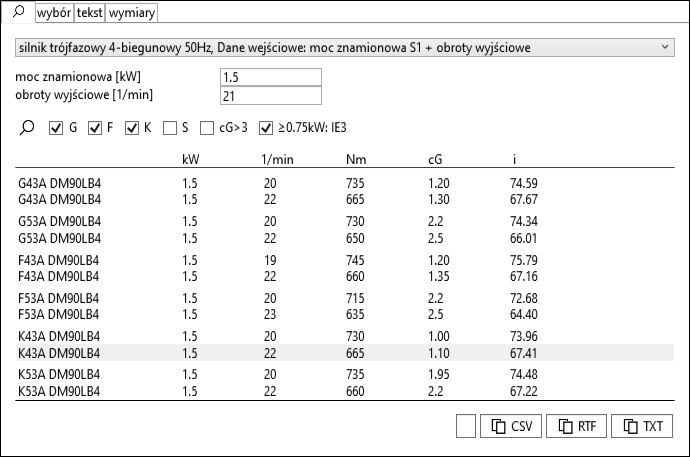 wybór tekst wymiary
silnik trójfazowy 4-biegunowy 50Hz, Dane wejściowe: moc znamionowa S1 + obroty wyjściowe
moc znamionowa [kW] 1.5
obroty wyjściowe [1/min] 21
G F K S cG>3 ≥0.75kW: IE3
kW 1/min Nm cG i
G43A DM90LB4 1.5 20 735 1.20 74.59
G43A DM90LB4 1.5 22 665 1.30 67.67
G53A DM90LB4 1.5 20 730 2.2 74.34
G53A DM90LB4 1.5 22 650 2.5 66.01
F43A DM90LB4 1.5 19 745 1.20 75.79
F43A DM90LB4 1.5 22 660 1.35 67.16
F53A DM90LB4 1.5 20 715 2.2 72.68
F53A DM90LB4 1.5 23 635 2.5 64.40
K43A DM90LB4 1.5 20 730 1.00 73.96
K43A DM90LB4 1.5 22 665 1.10 67.41
K53A DM90LB4 1.5 20 735 1.95 74.48
K53A DM90LB4 1.5 22 660 2.2 67.22
CSV RTF TXT